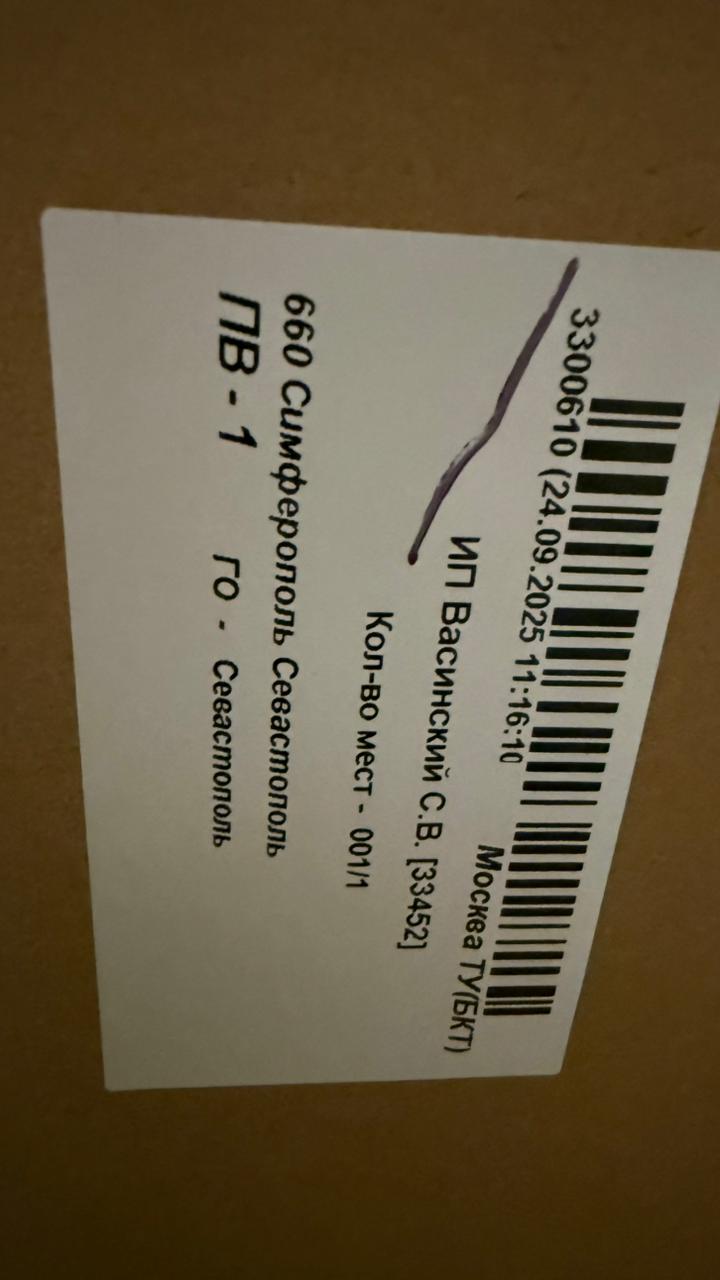 3300610 (24.09.2025 11:16:10 Москва ТУ(БКТ)
ИП Васинский С.В. [33452]
Кол-во мест - 001/1
660 Симферополь Севастополь
ПВ - 1 ГО - Севастополь